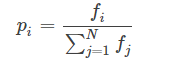 p_i = \frac{f_i}{\sum_{j=1}^{N} f_j}